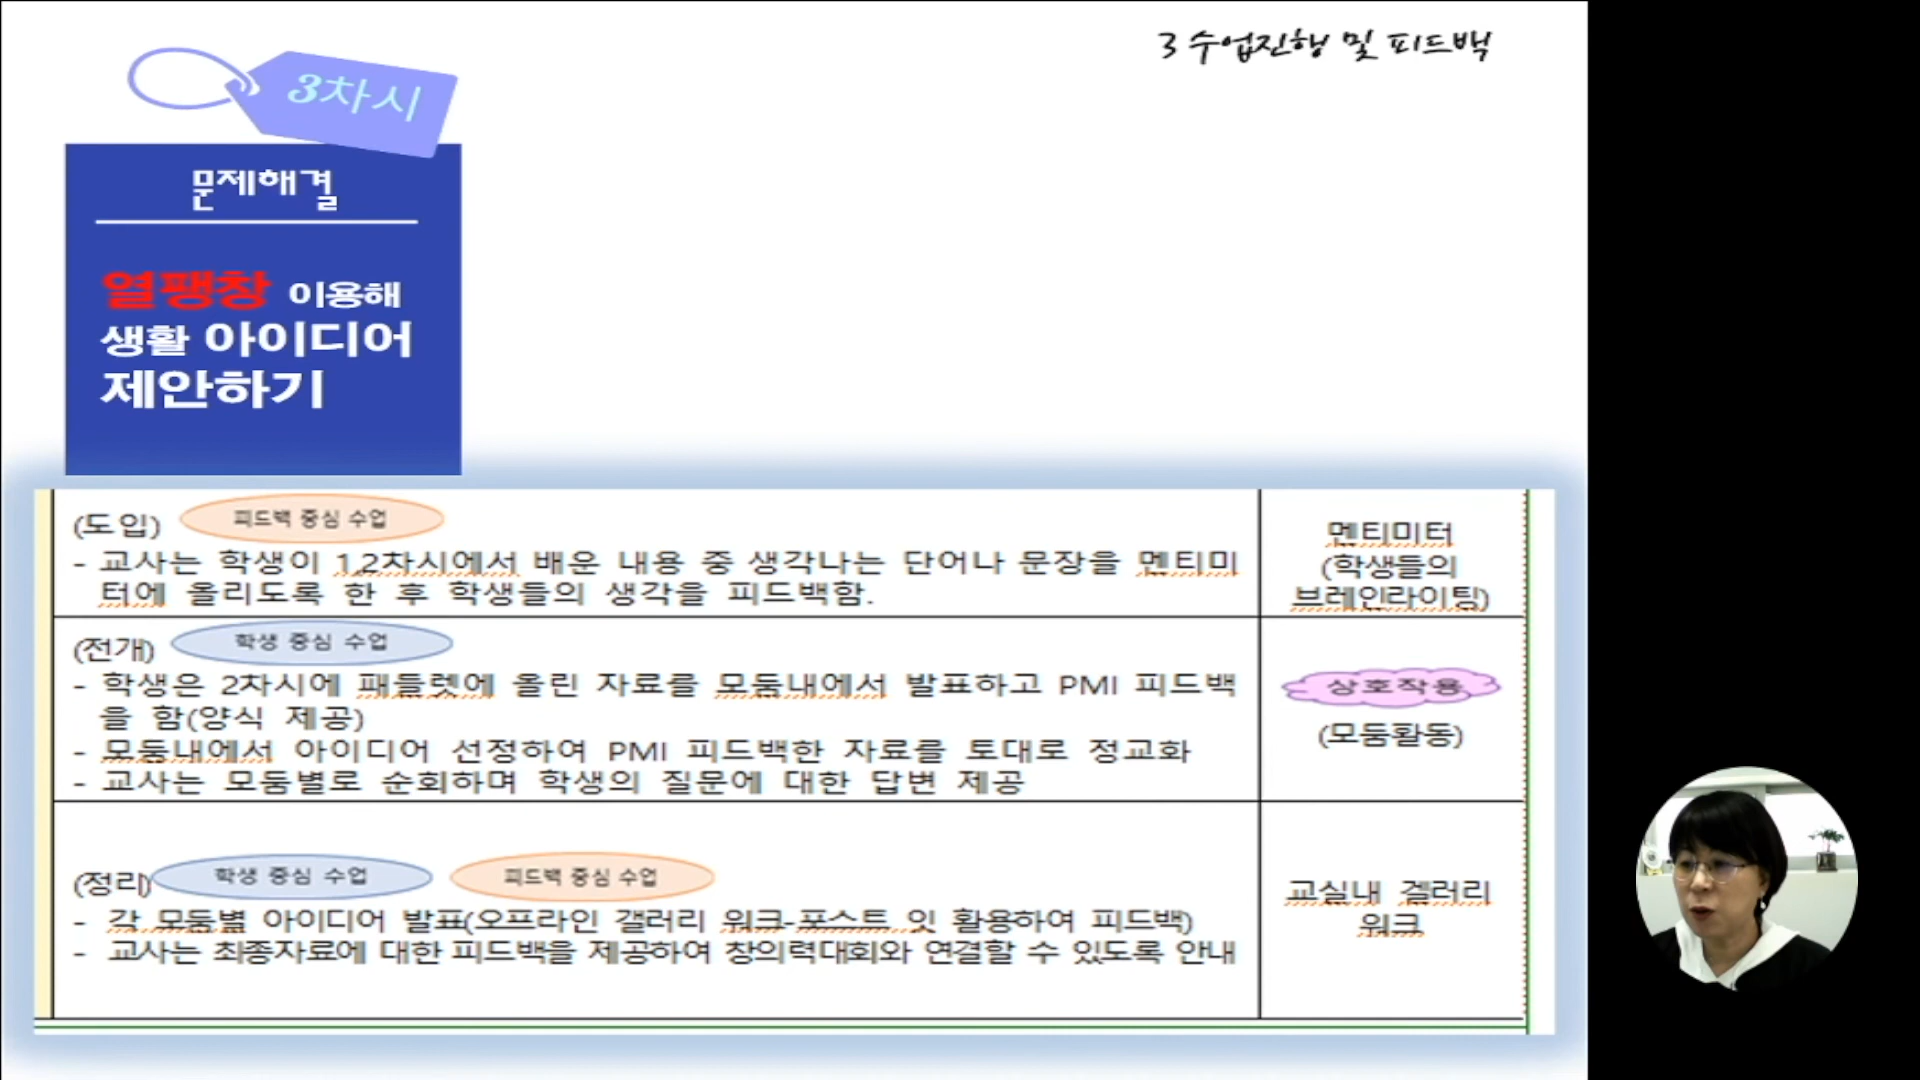 3 수업진행 및 피드백
3차시
문제해결
열팽창 이용해
생활 아이디어
제안하기
(도입) 피드백 중심 수업
- 교사는 학생이 1,2차시에서 배운 내용 중 생각나는 단어나 문장을 멘티미
터에 올리도록 한 후 학생들의 생각을 피드백함.
멘티미터
(학생들의
브레인라이팅)
(전개) 학생 중심 수업
- 학생은 2차시에 패들렛에 올린 자료를 모둠내에서 발표하고 PMI 피드백
을 함(양식 제공)
- 모둠내에서 아이디어 선정하여 PMI 피드백한 자료를 토대로 정교화
- 교사는 모둠별로 순회하며 학생의 질문에 대한 답변 제공
상호작용
(모둠활동)
(정리) 학생 중심 수업 피드백 중심 수업
- 각 모둠별 아이디어 발표(오프라인 갤러리 워크-포스트 잇 활용하여 피드백)
- 교사는 최종자료에 대한 피드백을 제공하여 창의력대회와 연결할 수 있도록 안내
교실내 겔러리
워크